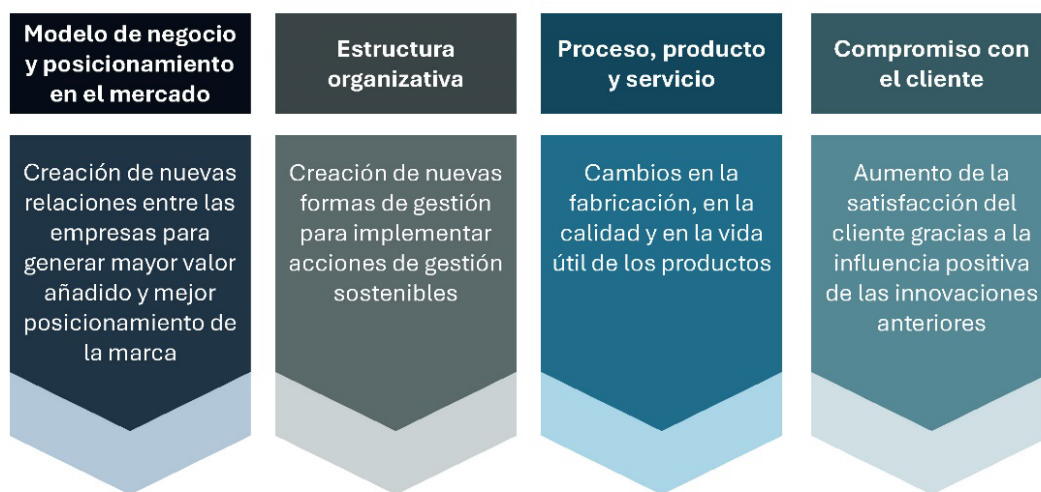 Modelo de negocio
y posicionamiento
en el mercado
Creación de nuevas
relaciones entre las
empresas para
generar mayor valor
añadido y mejor
posicionamiento de
la marca
Estructura
organizativa
Creación de nuevas
formas de gestión
para implementar
acciones de gestión
sostenibles
Proceso, producto
y servicio
Cambios en la
fabricación, en la
calidad y en la vida
útil de los productos
Compromiso con
el cliente
Aumento de la
satisfacción del
cliente gracias a la
influencia positiva
de las innovaciones
anteriores